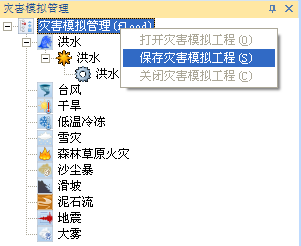 灾害模拟管理
灾害模拟管理(flood)
洪水
洪水
洪水
台风
干旱
低温冷冻
雪灾
森林草原火灾
沙尘暴
滑坡
泥石流
地震
大雾
打开灾害模拟工程(O)
保存灾害模拟工程(S)
关闭灾害模拟工程(C)